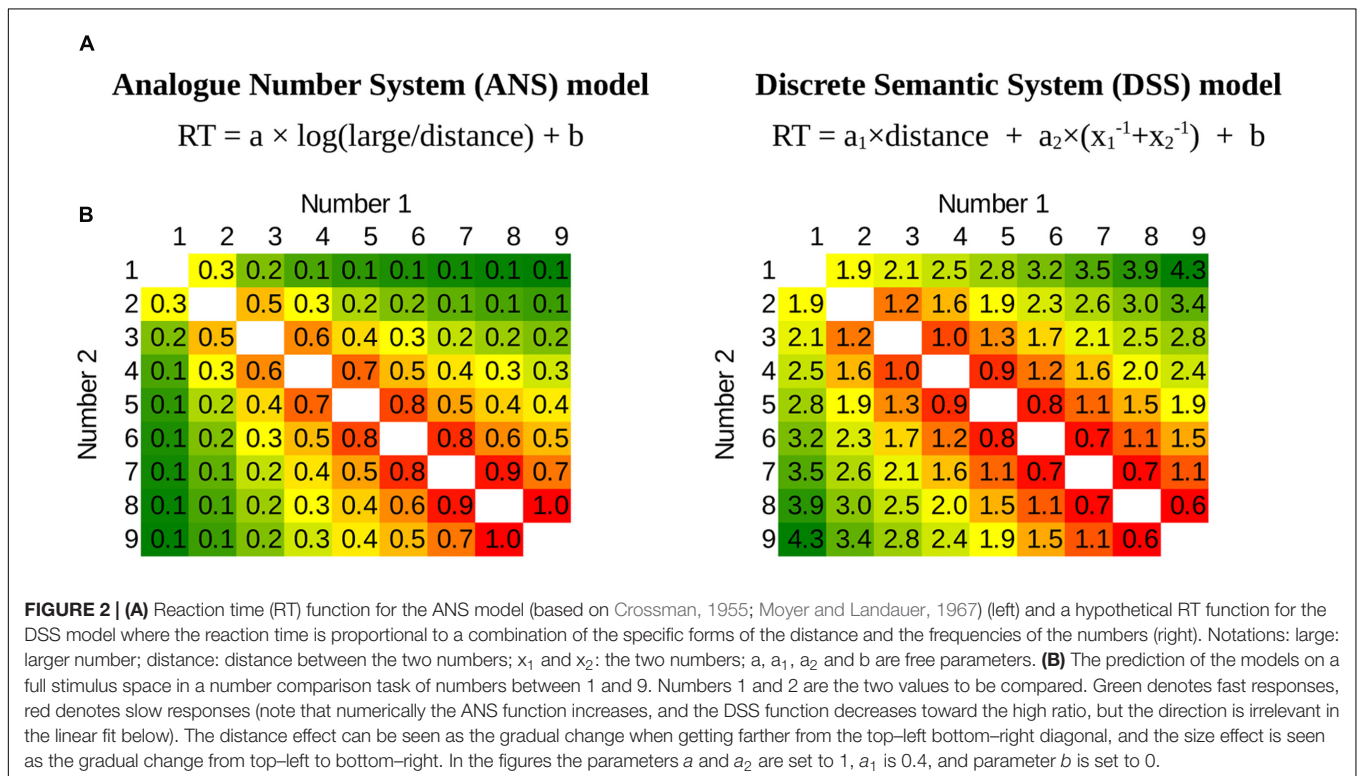 A
Analogue Number System (ANS) model
Discrete Semantic System (DSS) model
RT = a × log(large/distance) + b
RT = a₁×distance + a₂×(x₁⁻¹+x₂⁻¹) + b
B
Number 1
1 2 3 4 5 6 7 8 9
Number 2
1 0.3 0.2 0.1 0.1 0.1 0.1 0.1 0.1
2 0.3 0.5 0.3 0.2 0.2 0.1 0.1 0.1
3 0.2 0.5 0.6 0.4 0.3 0.2 0.2 0.2
4 0.1 0.3 0.6 0.7 0.5 0.4 0.3 0.3
5 0.1 0.2 0.4 0.7 0.8 0.5 0.4 0.4
6 0.1 0.2 0.3 0.5 0.8 0.8 0.6 0.5
7 0.1 0.1 0.2 0.4 0.5 0.8 0.9 0.7
8 0.1 0.1 0.2 0.3 0.4 0.6 0.9 1.0
9 0.1 0.1 0.2 0.3 0.4 0.5 0.7 1.0
Number 1
1 2 3 4 5 6 7 8 9
Number 2
1 1.9 2.1 2.5 2.8 3.2 3.5 3.9 4.3
2 1.9 1.2 1.6 1.9 2.3 2.6 3.0 3.4
3 2.1 1.2 1.0 1.3 1.7 2.1 2.5 2.8
4 2.5 1.6 1.0 0.9 1.2 1.6 2.0 2.4
5 2.8 1.9 1.3 0.9 0.8 1.1 1.5 1.9
6 3.2 2.3 1.7 1.2 0.8 0.7 1.1 1.5
7 3.5 2.6 2.1 1.6 1.1 0.7 0.7 1.1
8 3.9 3.0 2.5 2.0 1.5 1.1 0.7 0.6
9 4.3 3.4 2.8 2.4 1.9 1.5 1.1 0.6
FIGURE 2 | (A) Reaction time (RT) function for the ANS model (based on Crossman, 1955; Moyer and Landauer, 1967) (left) and a hypothetical RT function for the
DSS model where the reaction time is proportional to a combination of the specific forms of the distance and the frequencies of the numbers (right). Notations: large:
larger number; distance: distance between the two numbers; x₁ and x₂: the two numbers; a, a₁, a₂ and b are free parameters. (B) The prediction of the models on a
full stimulus space in a number comparison task of numbers between 1 and 9. Numbers 1 and 2 are the two values to be compared. Green denotes fast responses,
red denotes slow responses (note that numerically the ANS function increases, and the DSS function decreases toward the high ratio, but the direction is irrelevant in
the linear fit below). The distance effect can be seen as the gradual change when getting farther from the top–left bottom–right diagonal, and the size effect is seen
as the gradual change from top–left to bottom–right. In the figures the parameters a and a₂ are set to 1, a₁ is 0.4, and parameter b is set to 0.